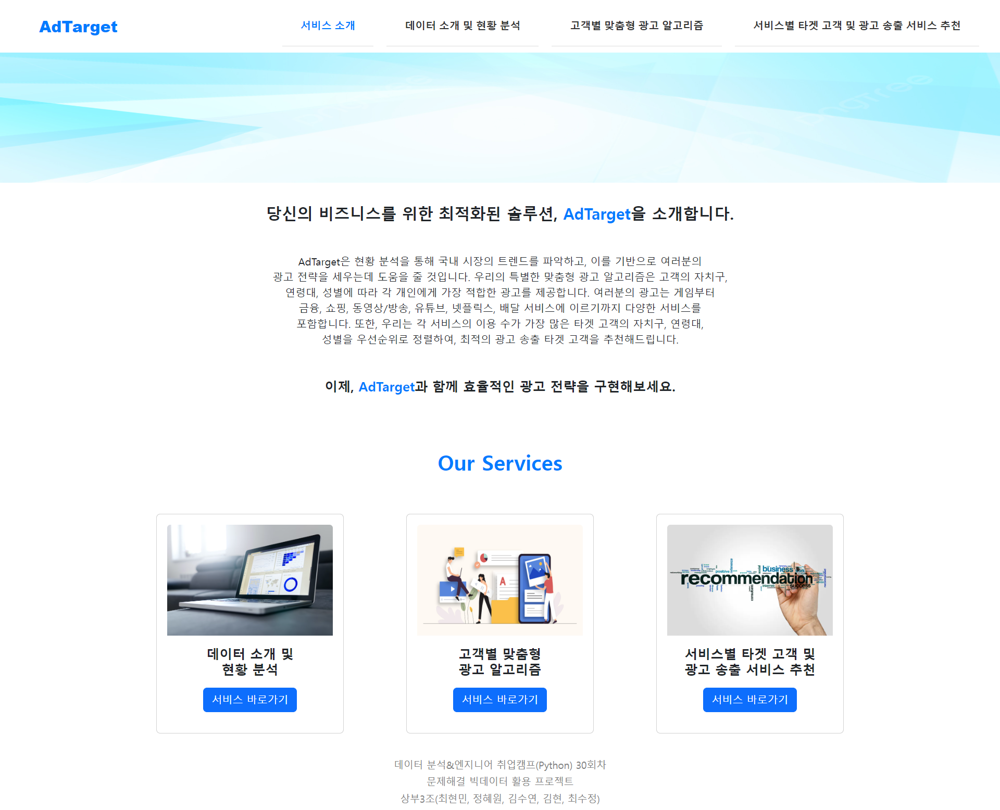 AdTarget
서비스 소개
데이터 소개 및 현황 분석
고객별 맞춤형 광고 알고리즘
서비스별 타겟 고객 및 광고 송출 서비스 추천
pngtree
당신의 비즈니스를 위한 최적화된 솔루션, AdTarget을 소개합니다.
AdTarget은 현황 분석을 통해 국내 시장의 트렌드를 파악하고, 이를 기반으로 여러분의
광고 전략을 세우는데 도움을 줄 것입니다. 우리의 특별한 맞춤형 광고 알고리즘은 고객의 자치구,
연령대, 성별에 따라 각 개인에게 가장 적합한 광고를 제공합니다. 여러분의 광고는 게임부터
금융, 쇼핑, 동영상/방송, 유튜브, 넷플릭스, 배달 서비스에 이르기까지 다양한 서비스를
포함합니다. 또한, 우리는 각 서비스의 이용 수가 가장 많은 타겟 고객의 자치구, 연령대,
성별을 우선순위로 정렬하여, 최적의 광고 송출 타겟 고객을 추천해드립니다.
이제, AdTarget과 함께 효율적인 광고 전략을 구현해보세요.
Our Services
A
reference
social
positive
business
work
recommendation
internet
success
consultant
데이터 소개 및
현황 분석
고객별 맞춤형
광고 알고리즘
서비스별 타겟 고객 및
광고 송출 서비스 추천
서비스 바로가기
서비스 바로가기
서비스 바로가기
데이터 분석&엔지니어 취업캠프(Python) 30회차
문제해결 빅데이터 활용 프로젝트
상부3조(최현민, 정혜원, 김수연, 김현, 최수정)